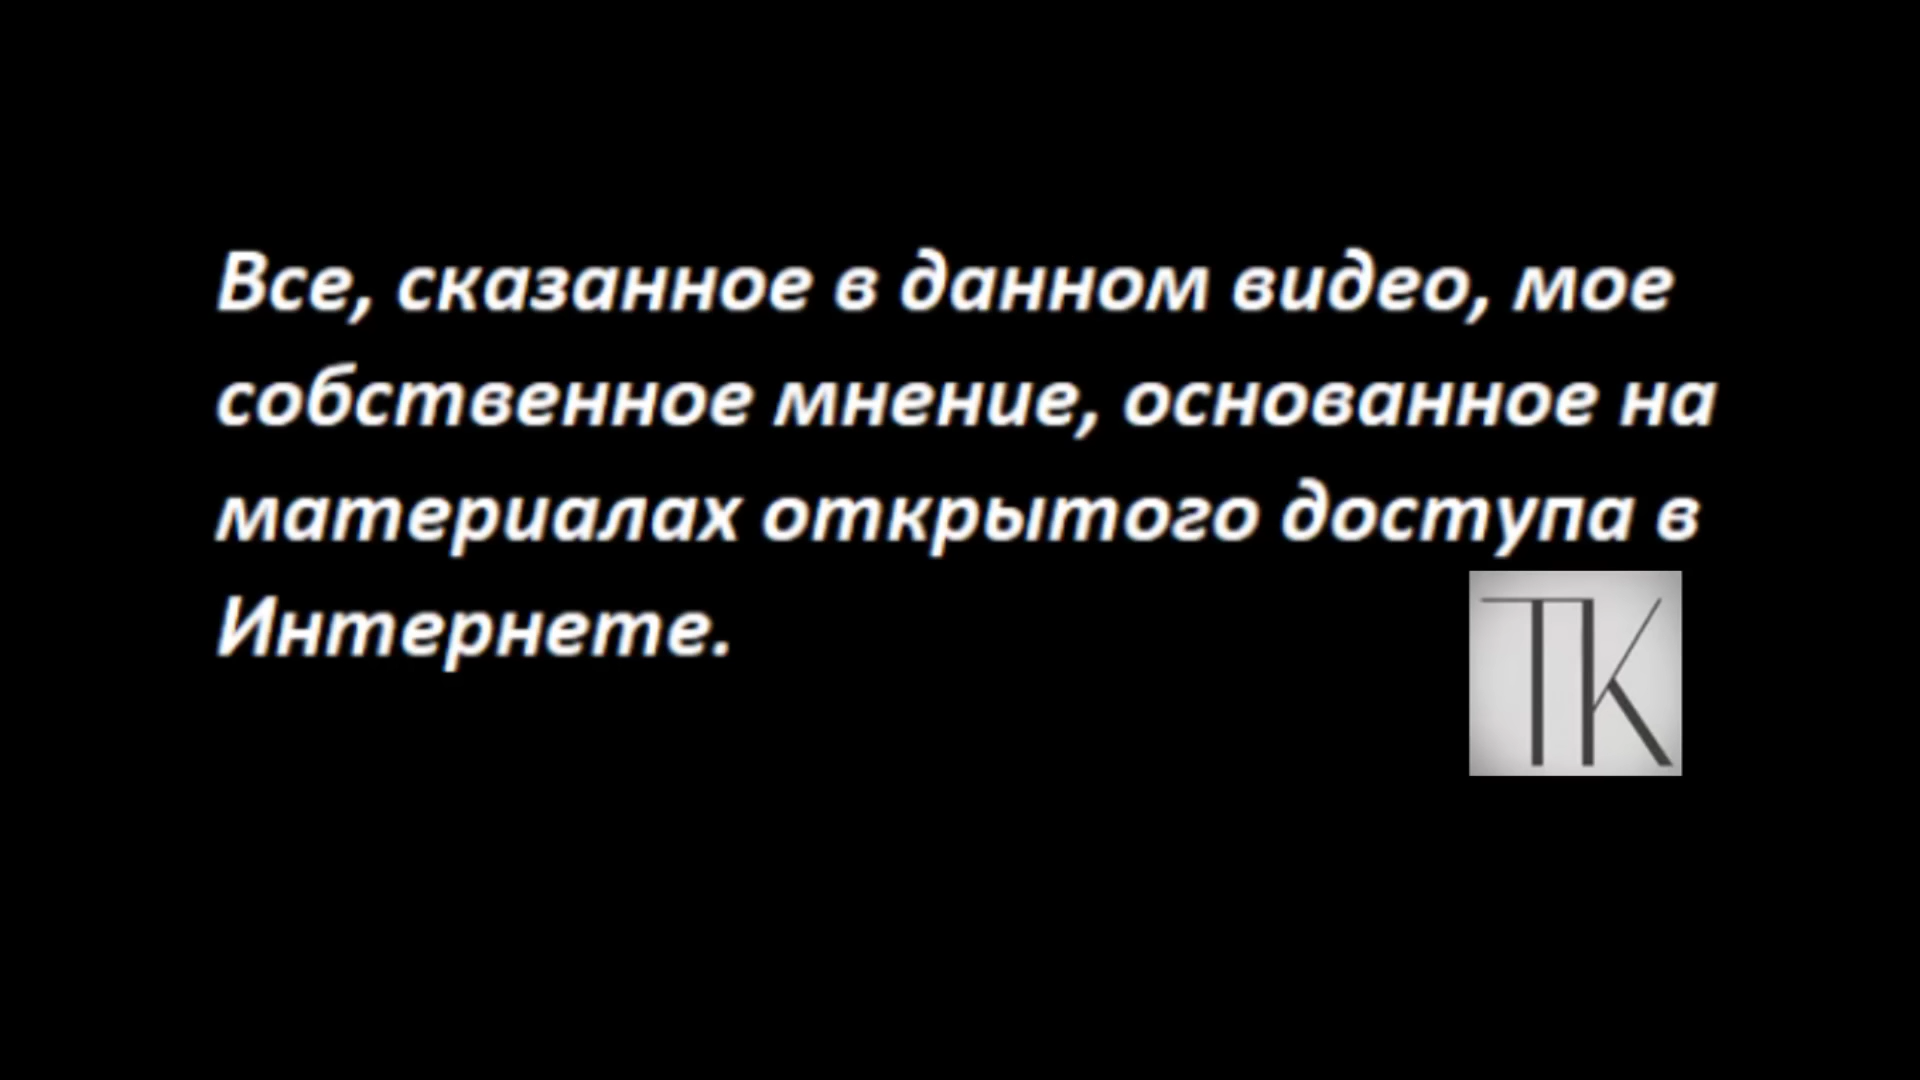 Все, сказанное в данном видео, мое
собственное мнение, основанное на
материалах открытого доступа в
Интернете.
TK